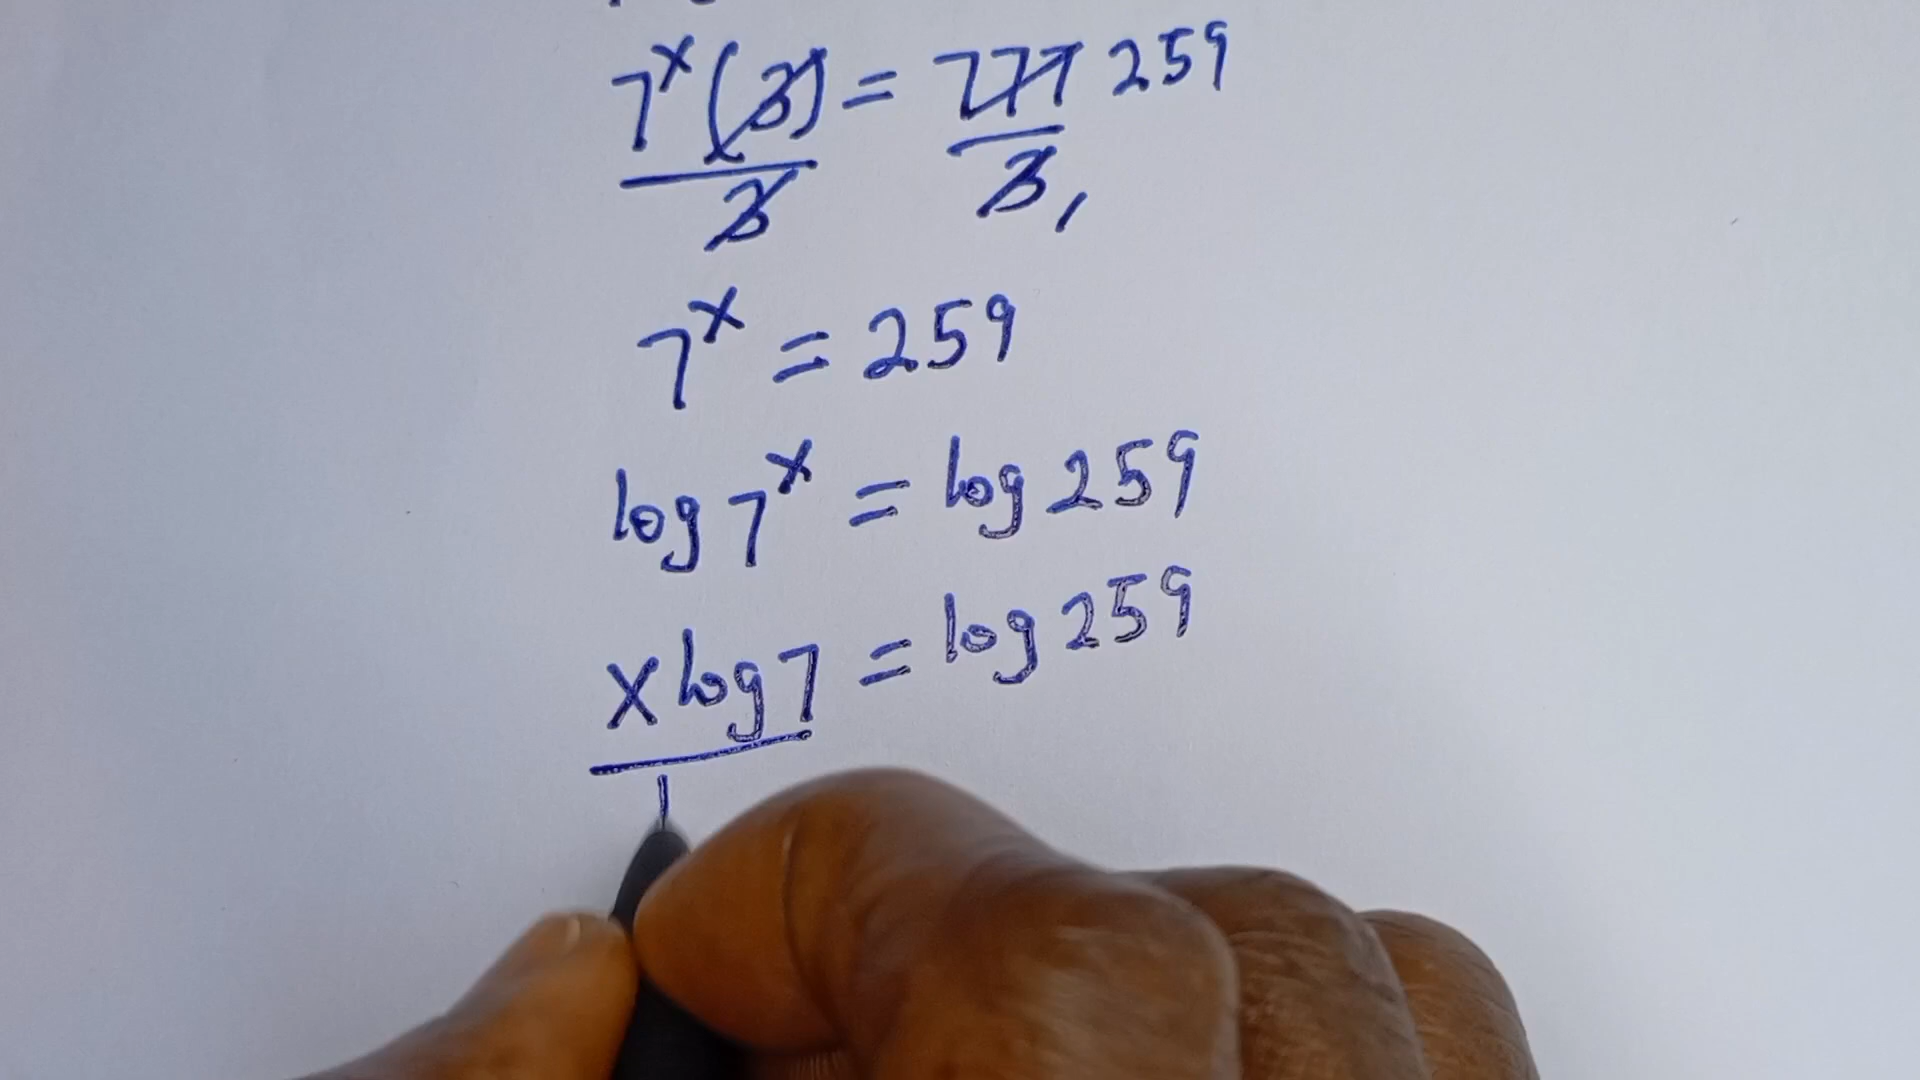 7^x(3)/3 = 777/3, 259
7^x = 259
log 7^x = log 259
x log 7 = log 259